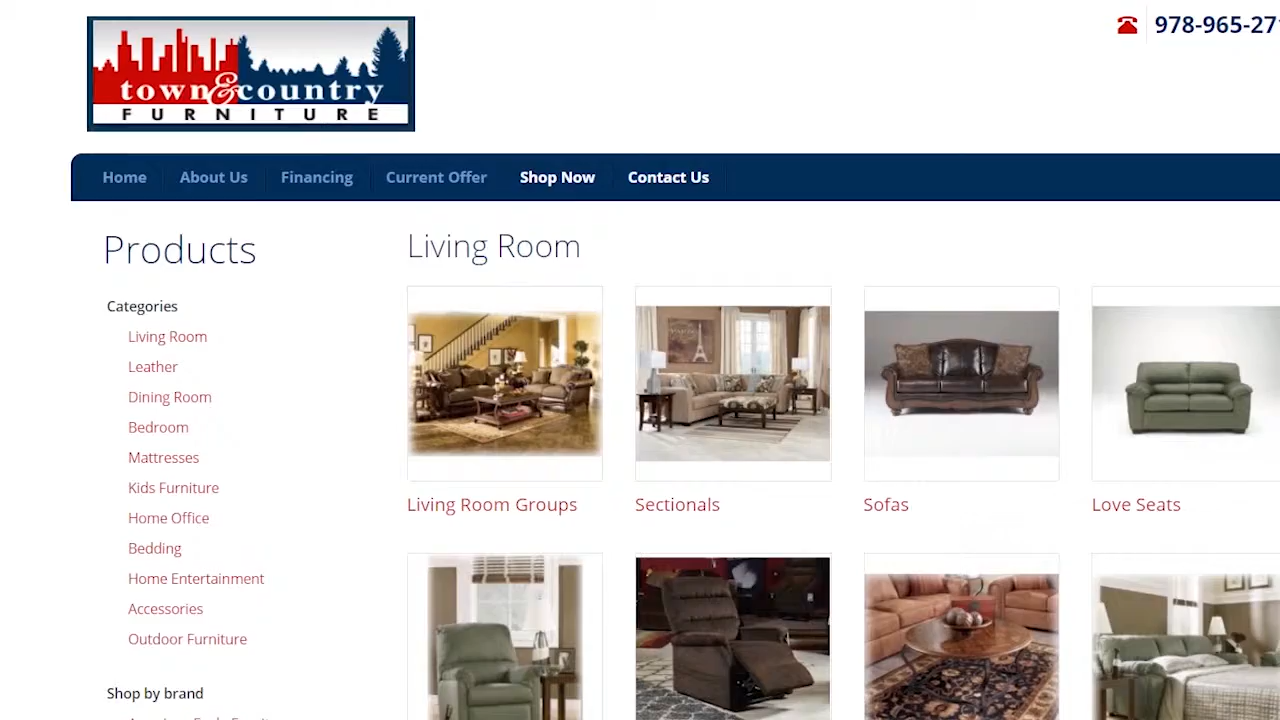 town & country
FURNITURE
978-965-27
Home
About Us
Financing
Current Offer
Shop Now
Contact Us
Products
Categories
Living Room
Leather
Dining Room
Bedroom
Mattresses
Kids Furniture
Home Office
Bedding
Home Entertainment
Accessories
Outdoor Furniture
Shop by brand
Living Room
Living Room Groups
Sectionals
Sofas
Love Seats